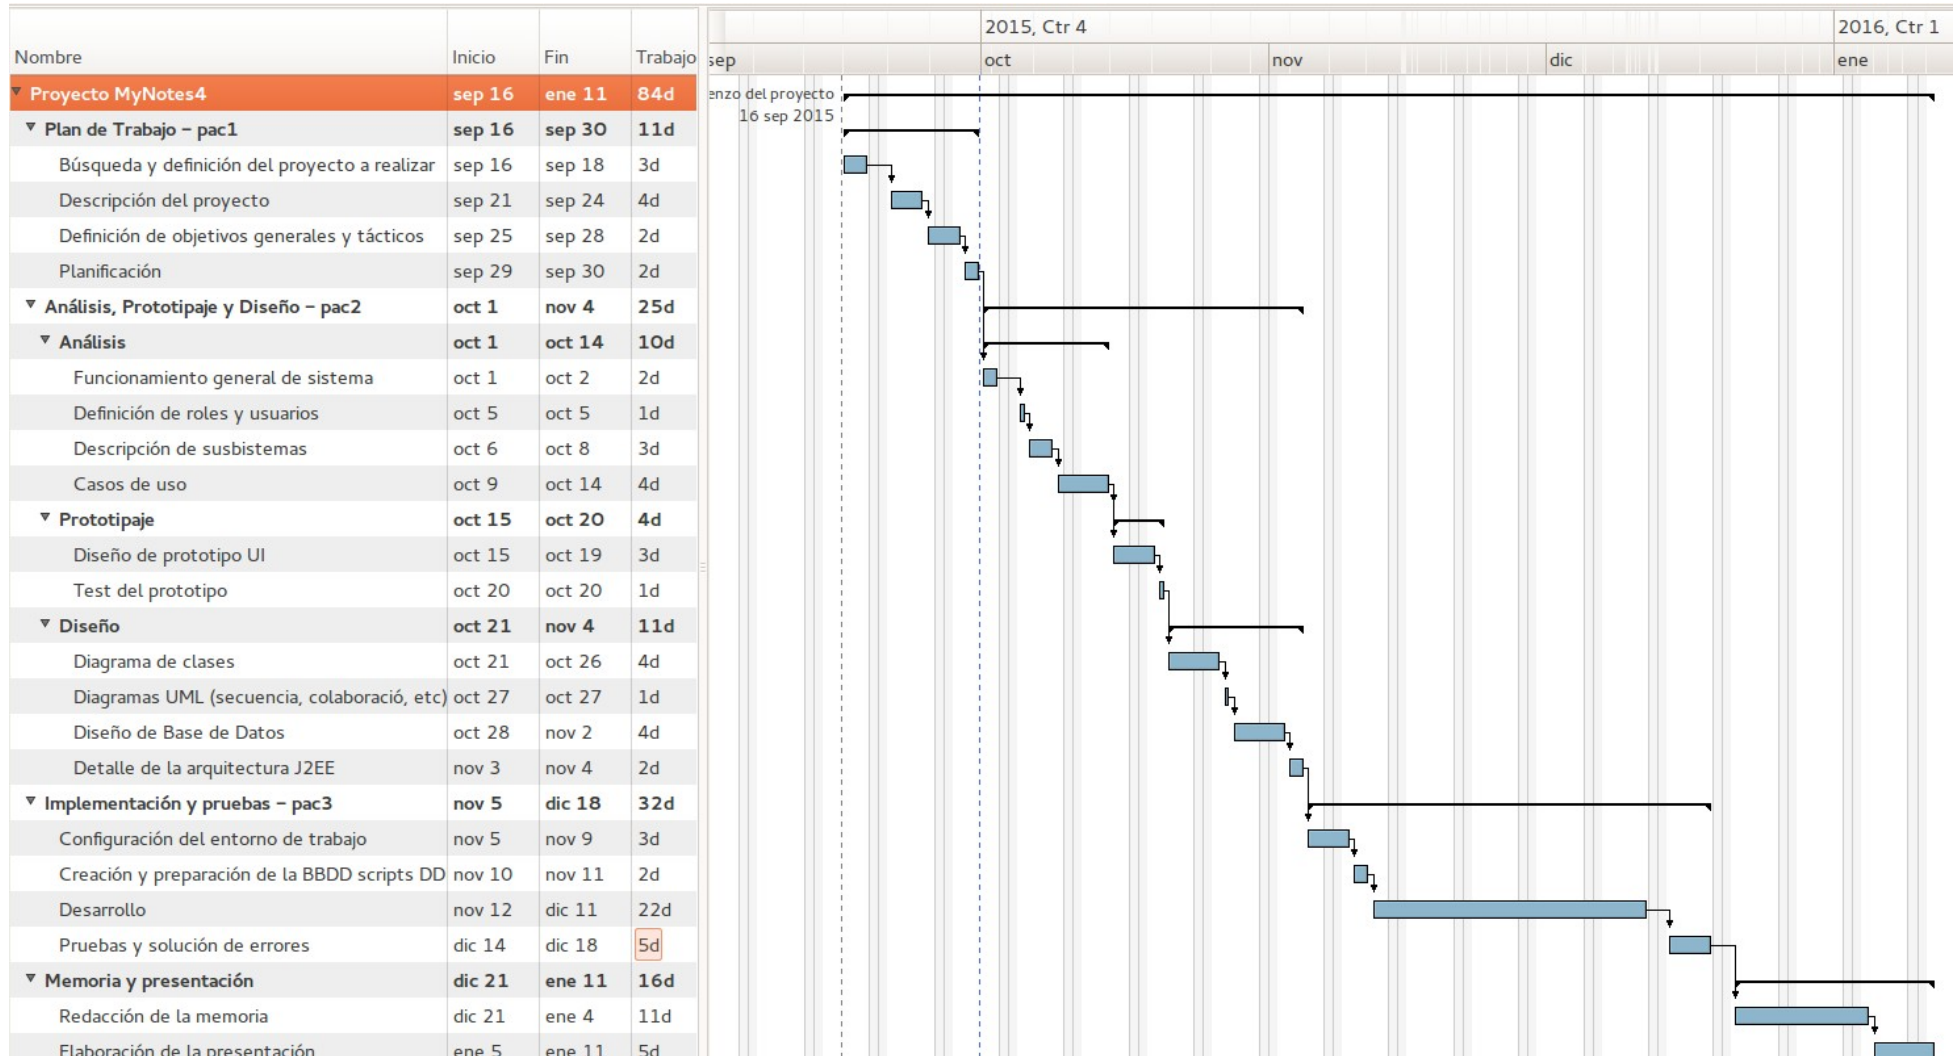 2015, Ctr 4 2016, Ctr 1
Nombre Inicio Fin Trabajo sep oct nov dic ene
Proyecto MyNotes4 sep 16 ene 11 84d enzo del proyecto
16 sep 2015
Plan de Trabajo – pac1 sep 16 sep 30 11d
Búsqueda y definición del proyecto a realizar sep 16 sep 18 3d
Descripción del proyecto sep 21 sep 24 4d
Definición de objetivos generales y tácticos sep 25 sep 28 2d
Planificación sep 29 sep 30 2d
Análisis, Prototipaje y Diseño – pac2 oct 1 nov 4 25d
Análisis oct 1 oct 14 10d
Funcionamiento general de sistema oct 1 oct 2 2d
Definición de roles y usuarios oct 5 oct 5 1d
Descripción de susbistemas oct 6 oct 8 3d
Casos de uso oct 9 oct 14 4d
Prototipaje oct 15 oct 20 4d
Diseño de prototipo UI oct 15 oct 19 3d
Test del prototipo oct 20 oct 20 1d
Diseño oct 21 nov 4 11d
Diagrama de clases oct 21 oct 26 4d
Diagramas UML (secuencia, colaboració, etc) oct 27 oct 27 1d
Diseño de Base de Datos oct 28 nov 2 4d
Detalle de la arquitectura J2EE nov 3 nov 4 2d
Implementación y pruebas – pac3 nov 5 dic 18 32d
Configuración del entorno de trabajo nov 5 nov 9 3d
Creación y preparación de la BBDD scripts DD nov 10 nov 11 2d
Desarrollo nov 12 dic 11 22d
Pruebas y solución de errores dic 14 dic 18 5d
Memoria y presentación dic 21 ene 11 16d
Redacción de la memoria dic 21 ene 4 11d
Elaboración de la presentación ene 5 ene 11 5d